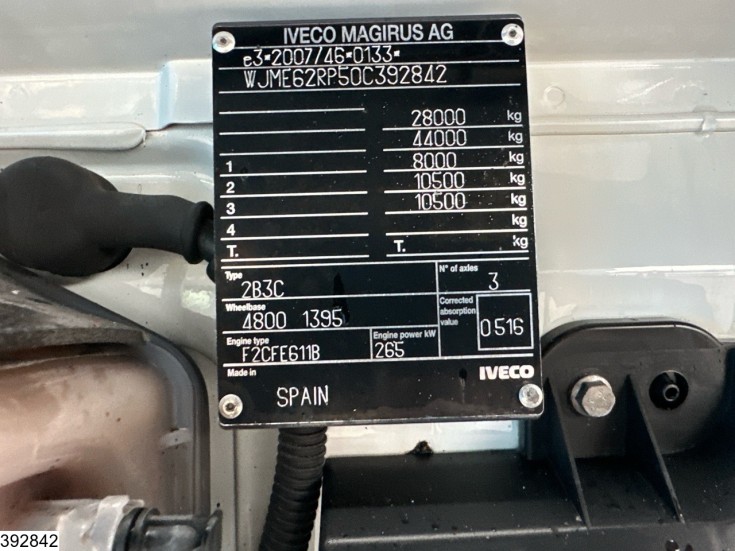 IVECO MAGIRUS AG
e3*2007/46*0133*
WJME62RP50C392842
28000 kg
44000 kg
1 8000 kg
2 10500 kg
3 10500 kg
4 kg
T. T. kg
Type 2B3C N° of axles 3
Wheelbase 4800 1395 Corrected absorption value 0516
Engine type F2CFE611B Engine power kW 265
Made in SPAIN IVECO
392842